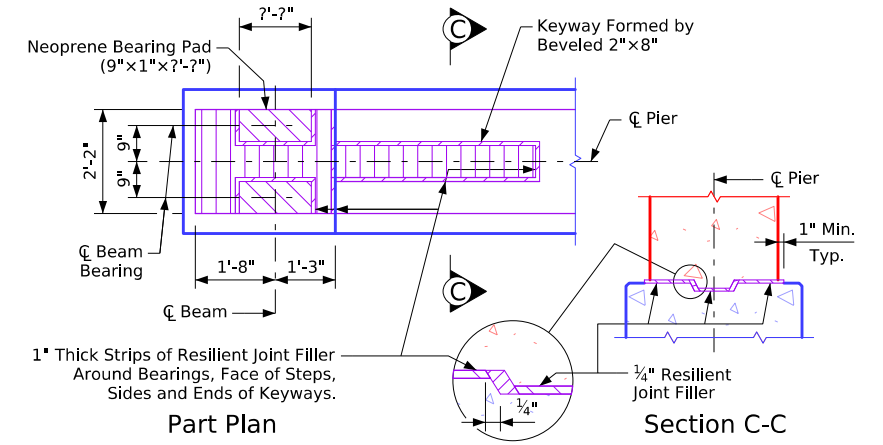 ?'-?"
Neoprene Bearing Pad
(9"×1"×?'-?")
C
Keyway Formed by
Beveled 2"×8"
℄ Pier
2'-2"
9"
9"
℄ Pier
1" Min.
Typ.
℄ Beam
Bearing
1'-8"
1'-3"
C
℄ Beam
1" Thick Strips of Resilient Joint Filler
Around Bearings, Face of Steps,
Sides and Ends of Keyways.
¼"
¼" Resilient
Joint Filler
Part Plan
Section C-C